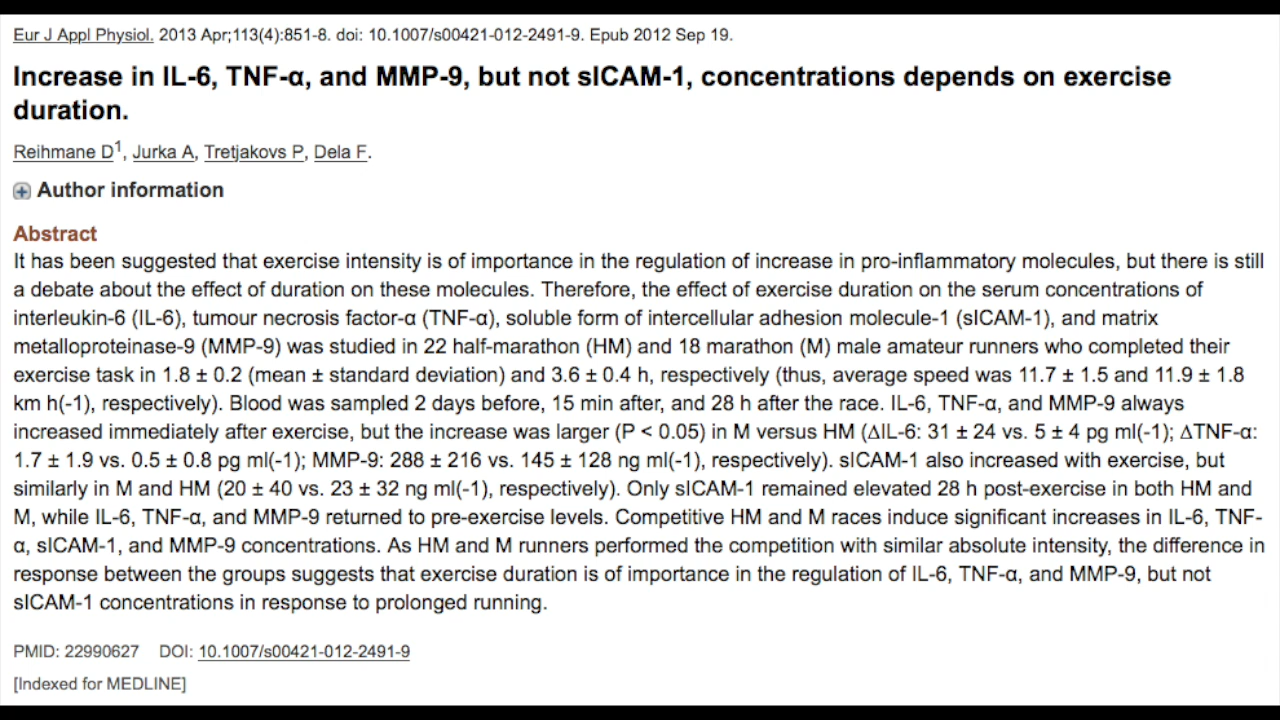 Eur J Appl Physiol. 2013 Apr;113(4):851-8. doi: 10.1007/s00421-012-2491-9. Epub 2012 Sep 19.
Increase in IL-6, TNF-α, and MMP-9, but not sICAM-1, concentrations depends on exercise
duration.
Reihmane D1, Jurka A, Tretjakovs P, Dela F.
Author information
Abstract
It has been suggested that exercise intensity is of importance in the regulation of increase in pro-inflammatory molecules, but there is still
a debate about the effect of duration on these molecules. Therefore, the effect of exercise duration on the serum concentrations of
interleukin-6 (IL-6), tumour necrosis factor-α (TNF-α), soluble form of intercellular adhesion molecule-1 (sICAM-1), and matrix
metalloproteinase-9 (MMP-9) was studied in 22 half-marathon (HM) and 18 marathon (M) male amateur runners who completed their
exercise task in 1.8 ± 0.2 (mean ± standard deviation) and 3.6 ± 0.4 h, respectively (thus, average speed was 11.7 ± 1.5 and 11.9 ± 1.8
km h(-1), respectively). Blood was sampled 2 days before, 15 min after, and 28 h after the race. IL-6, TNF-α, and MMP-9 always
increased immediately after exercise, but the increase was larger (P < 0.05) in M versus HM (ΔIL-6: 31 ± 24 vs. 5 ± 4 pg ml(-1); ΔTNF-α:
1.7 ± 1.9 vs. 0.5 ± 0.8 pg ml(-1); MMP-9: 288 ± 216 vs. 145 ± 128 ng ml(-1), respectively). sICAM-1 also increased with exercise, but
similarly in M and HM (20 ± 40 vs. 23 ± 32 ng ml(-1), respectively). Only sICAM-1 remained elevated 28 h post-exercise in both HM and
M, while IL-6, TNF-α, and MMP-9 returned to pre-exercise levels. Competitive HM and M races induce significant increases in IL-6, TNF-
α, sICAM-1, and MMP-9 concentrations. As HM and M runners performed the competition with similar absolute intensity, the difference in
response between the groups suggests that exercise duration is of importance in the regulation of IL-6, TNF-α, and MMP-9, but not
sICAM-1 concentrations in response to prolonged running.
PMID: 22990627 DOI: 10.1007/s00421-012-2491-9
[Indexed for MEDLINE]